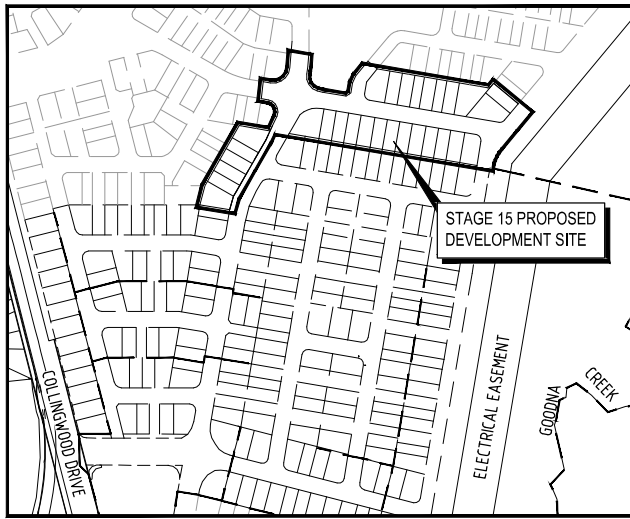 STAGE 15 PROPOSED
DEVELOPMENT SITE
COLLINGWOOD DRIVE
ELECTRICAL EASEMENT
GOODNA
CREEK